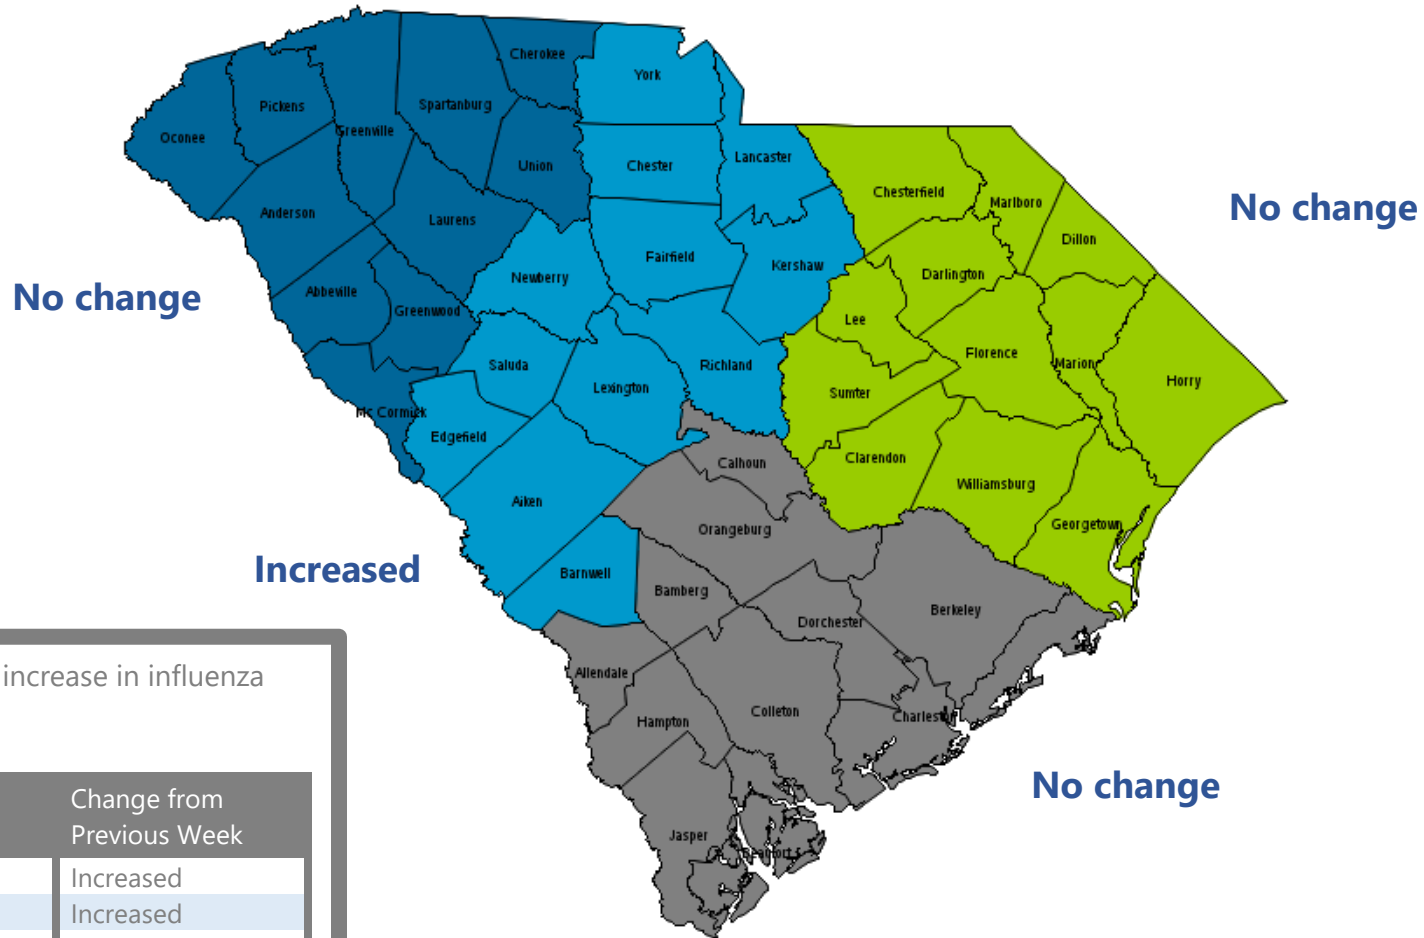 Cherokee
York
Pickens
Spartanburg
Greenville
Oconee
Union
Chester
Lancaster
Chesterfield
Marlboro
No change
Anderson
Laurens
Dillon
Fairfield
Kershaw
Newberry
Darlington
No change
Abbeville
Greenwood
Lee
Florence
Saluda
Richland
Marion
Horry
Lexington
Sumter
Mc Cormick
Edgefield
Calhoun
Clarendon
Williamsburg
Aiken
Orangeburg
Georgetown
Increased
Barnwell
Bamberg
Berkeley
Dorchester
increase in influenza
Allendale
Hampton
Colleton
Charleston
No change
Change from
Previous Week
Jasper
Beaufort
Increased
Increased